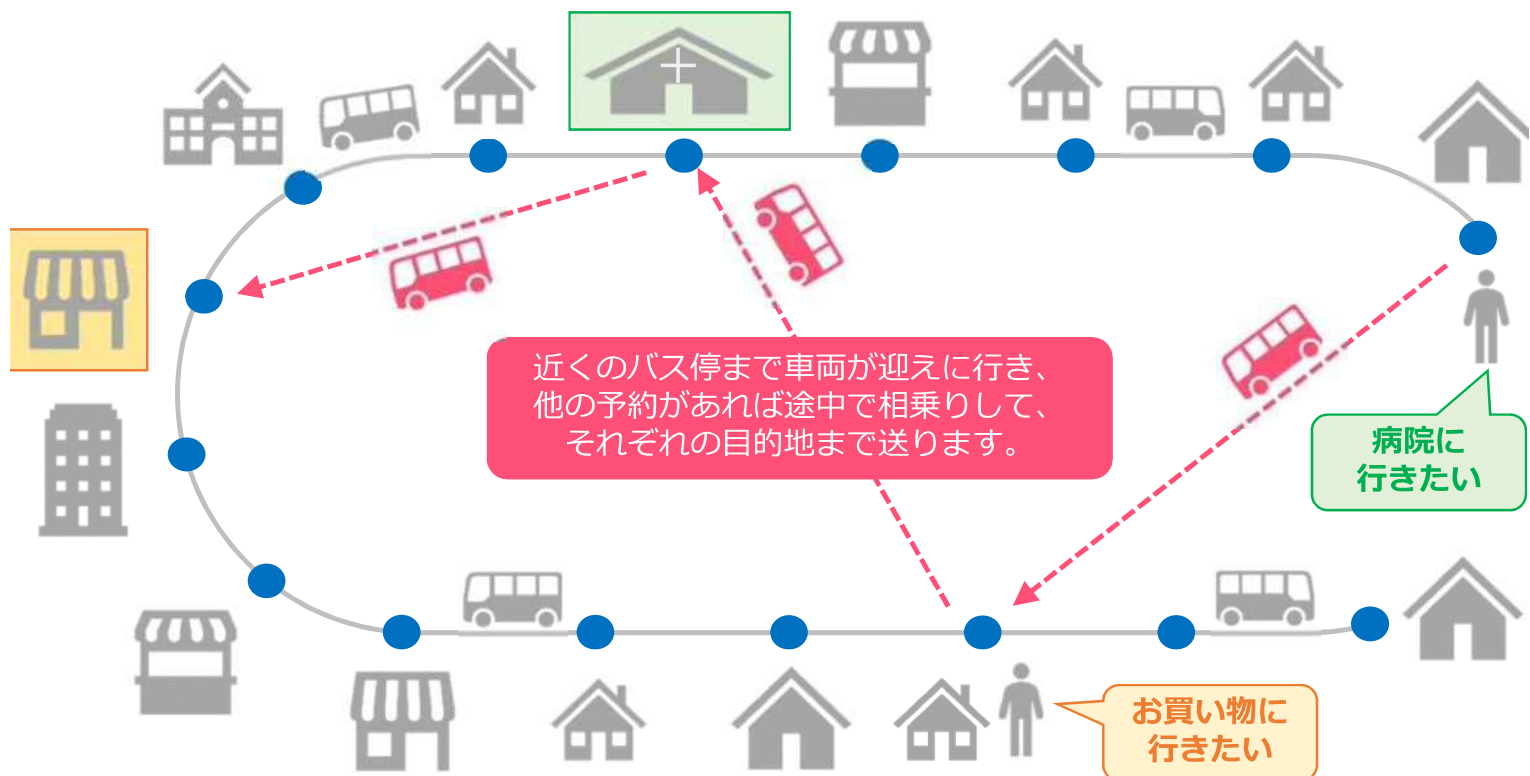 近くのバス停まで車両が迎えに行き、
他の予約があれば途中で相乗りして、
それぞれの目的地まで送ります。
病院に
行きたい
お買い物に
行きたい